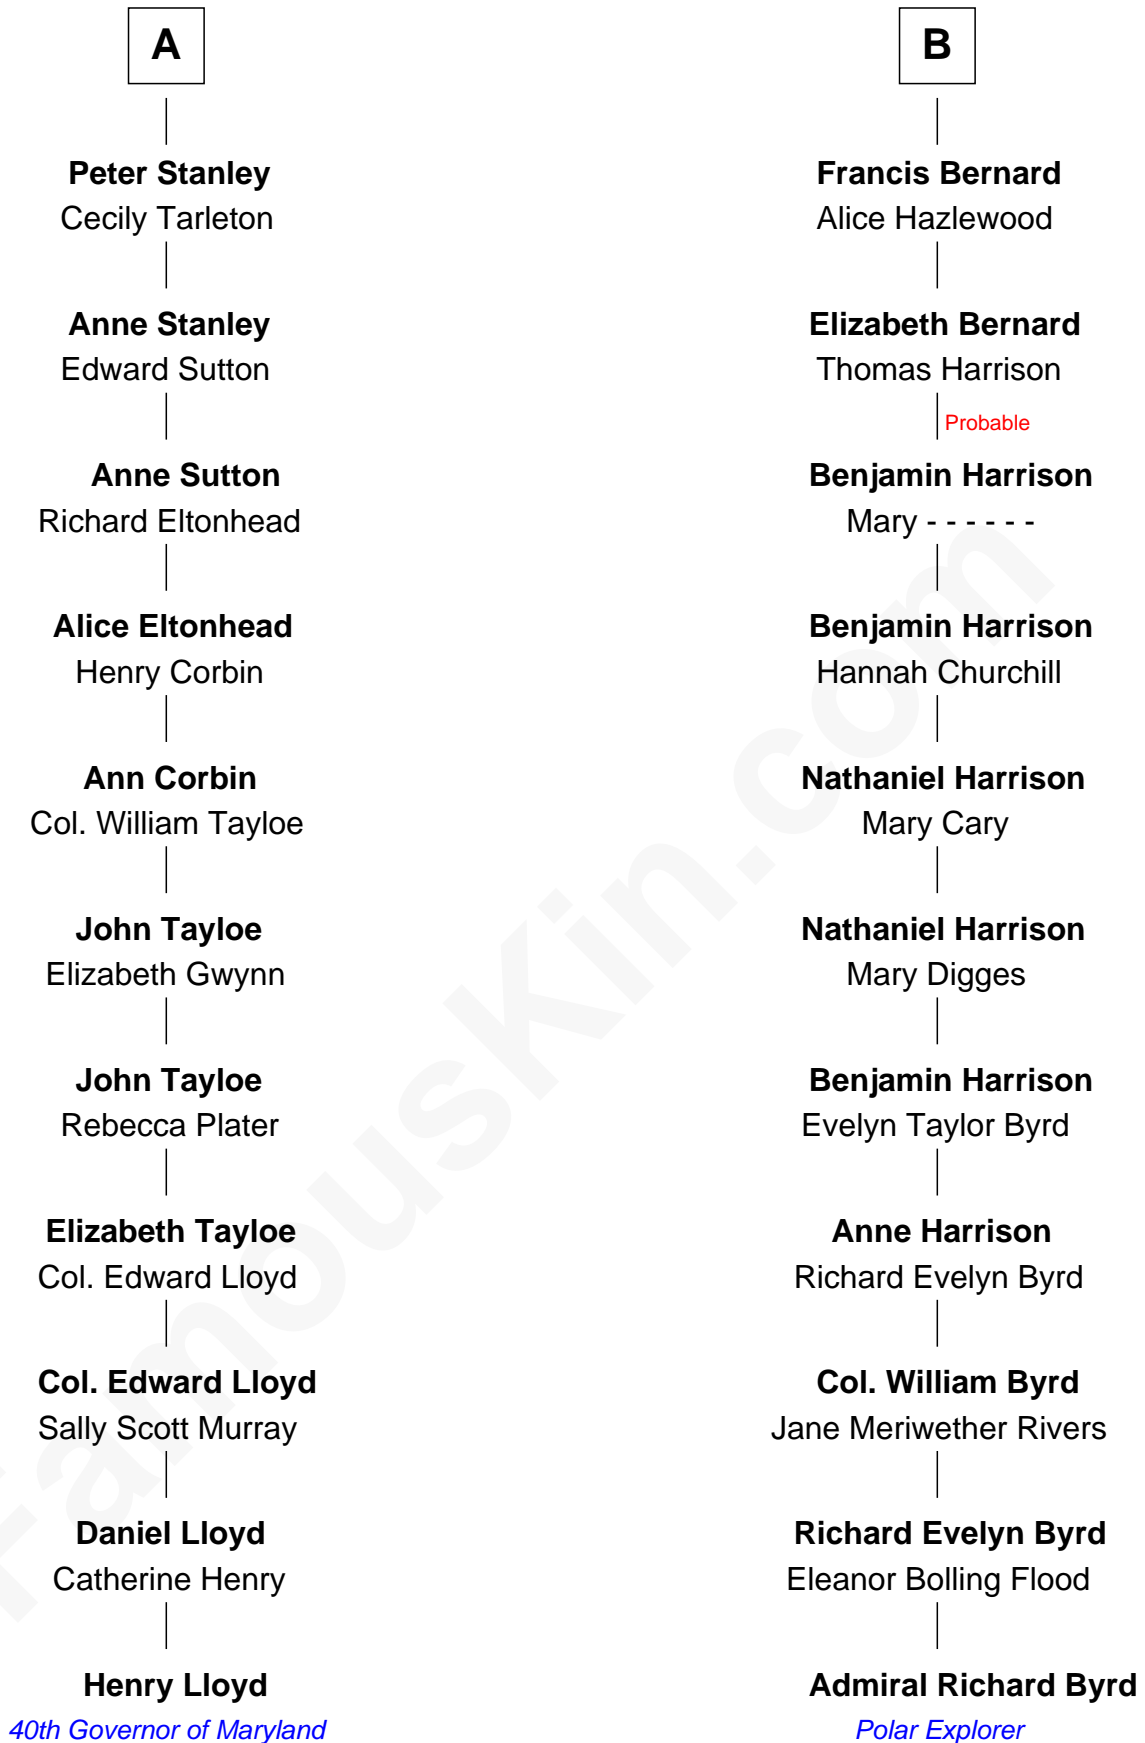 A
Peter Stanley
Cecily Tarleton
Anne Stanley
Edward Sutton
Anne Sutton
Richard Eltonhead
Alice Eltonhead
Henry Corbin
Ann Corbin
Col. William Tayloe
John Tayloe
Elizabeth Gwynn
John Tayloe
Rebecca Plater
Elizabeth Tayloe
Col. Edward Lloyd
Col. Edward Lloyd
Sally Scott Murray
Daniel Lloyd
Catherine Henry
Henry Lloyd
40th Governor of Maryland
B
Francis Bernard
Alice Hazlewood
Elizabeth Bernard
Thomas Harrison
Probable
Benjamin Harrison
Mary - - - - - -
Benjamin Harrison
Hannah Churchill
Nathaniel Harrison
Mary Cary
Nathaniel Harrison
Mary Digges
Benjamin Harrison
Evelyn Taylor Byrd
Anne Harrison
Richard Evelyn Byrd
Col. William Byrd
Jane Meriwether Rivers
Richard Evelyn Byrd
Eleanor Bolling Flood
Admiral Richard Byrd
Polar Explorer
FamousKin.com